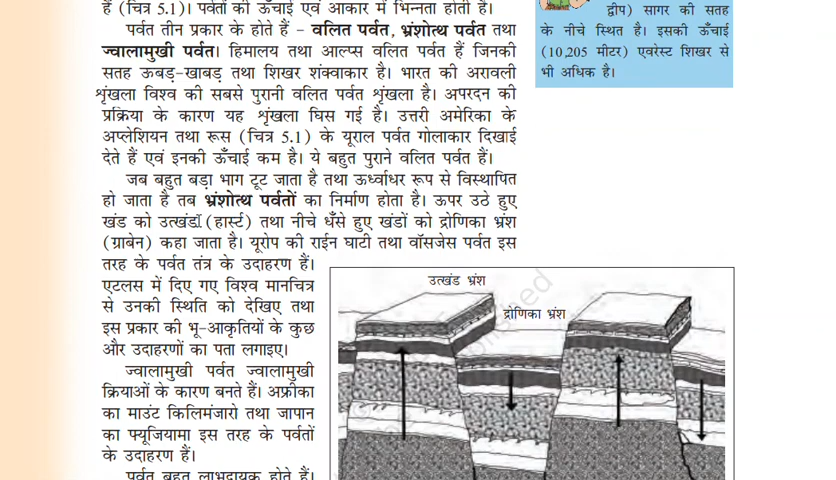 हैं (चित्र 5.1)। पर्वतों की ऊँचाई एवं आकार में भिन्नता होती है।
पर्वत तीन प्रकार के होते हैं – वलित पर्वत, भ्रंशोत्थ पर्वत तथा
ज्वालामुखी पर्वत। हिमालय तथा आल्प्स वलित पर्वत हैं जिनकी
सतह ऊबड़-खाबड़ तथा शिखर शंक्वाकार है। भारत की अरावली
शृंखला विश्व की सबसे पुरानी वलित पर्वत शृंखला है। अपरदन की
प्रक्रिया के कारण यह शृंखला घिस गई है। उत्तरी अमेरिका के
अप्लेशियन तथा रूस (चित्र 5.1) के यूराल पर्वत गोलाकार दिखाई
देते हैं एवं इनकी ऊँचाई कम है। ये बहुत पुराने वलित पर्वत हैं।
जब बहुत बड़ा भाग टूट जाता है तथा ऊर्ध्वाधर रूप से विस्थापित
हो जाता है तब भ्रंशोत्थ पर्वतों का निर्माण होता है। ऊपर उठे हुए
खंड को उत्खंड (हार्स्ट) तथा नीचे धँसे हुए खंडों को द्रोणिका भ्रंश
(ग्राबेन) कहा जाता है। यूरोप की राईन घाटी तथा वॉसजेस पर्वत इस
तरह के पर्वत तंत्र के उदाहरण हैं।
एटलस में दिए गए विश्व मानचित्र
से उनकी स्थिति को देखिए तथा
इस प्रकार की भू-आकृतियों के कुछ
और उदाहरणों का पता लगाइए।
ज्वालामुखी पर्वत ज्वालामुखी
क्रियाओं के कारण बनते हैं। अफ्रीका
का माउंट किलिमंजारो तथा जापान
का फ्यूजियामा इस तरह के पर्वतों
के उदाहरण हैं।
पर्वत बहुत लाभदायक होते हैं।
द्वीप) सागर की सतह
के नीचे स्थित है। इसकी ऊँचाई
(10,205 मीटर) एवरेस्ट शिखर से
भी अधिक है।
उत्खंड भ्रंश
द्रोणिका भ्रंश